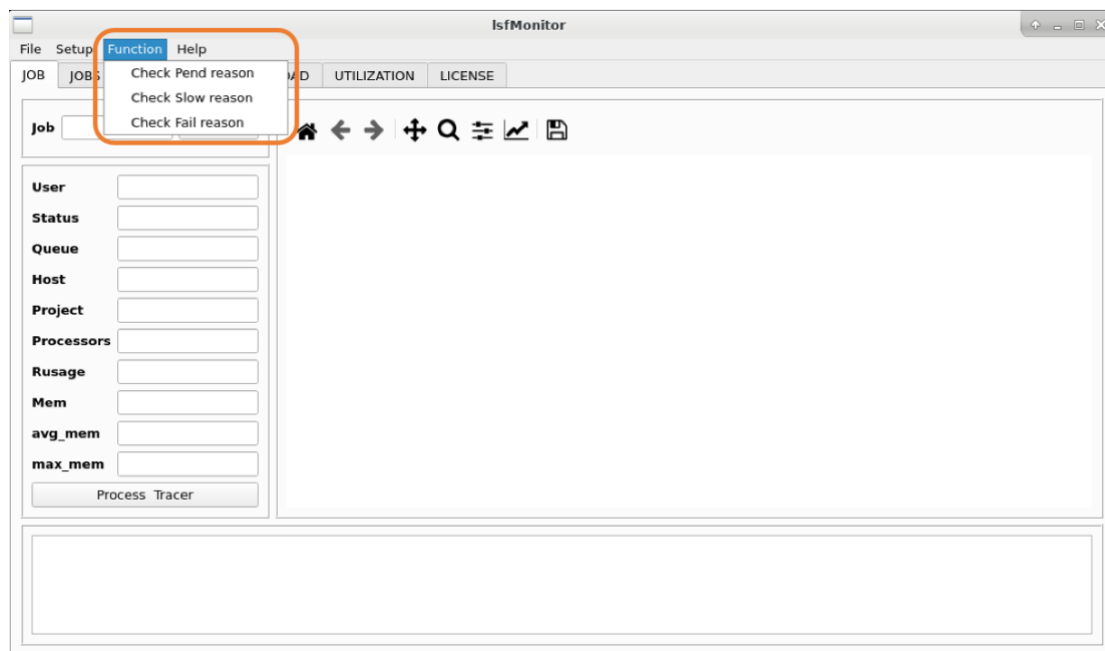 lsfMonitor
File Setup Function Help
JOB JOBS UTILIZATION LICENSE
Check Pend reason
Check Slow reason
Check Fail reason
Job
User
Status
Queue
Host
Project
Processors
Rusage
Mem
avg_mem
max_mem
Process Tracer